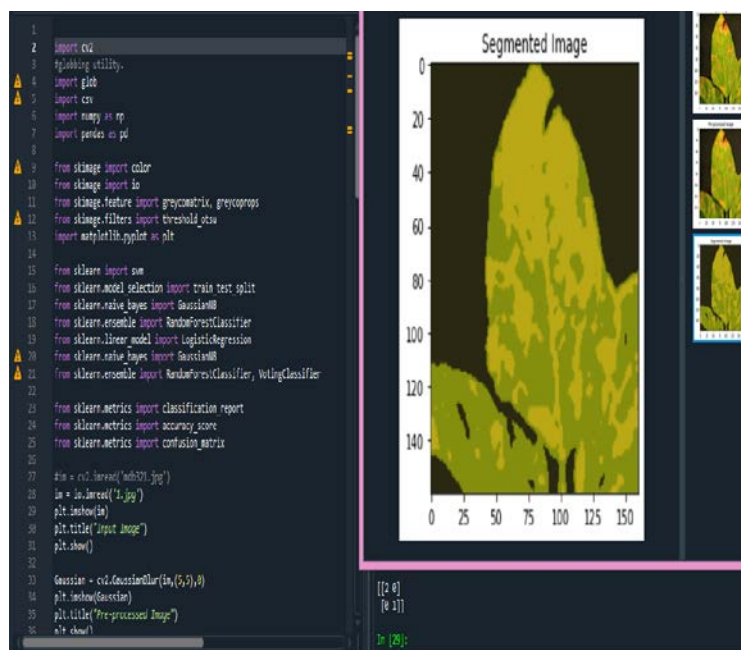 1
2 import cv2
3 #globbing utility.
4 import glob
5 import csv
6 import numpy as np
7 import pandas as pd
8
9 from skimage import color
10 from skimage import io
11 from skimage.feature import greycomatrix, greycoprops
12 from skimage.filters import threshold_otsu
13 import matplotlib.pyplot as plt
14
15 from sklearn import svm
16 from sklearn.model_selection import train_test_split
17 from sklearn.naive_bayes import GaussianNB
18 from sklearn.ensemble import RandomForestClassifier
19 from sklearn.linear_model import LogisticRegression
20 from sklearn.naive_bayes import GaussianNB
21 from sklearn.ensemble import RandomForestClassifier, VotingClassifier
22
23 from sklearn.metrics import classification_report
24 from sklearn.metrics import accuracy_score
25 from sklearn.metrics import confusion_matrix
26
27 #im = cv2.imread('mdb321.jpg')
28 im = io.imread('1.jpg')
29 plt.imshow(im)
30 plt.title("Input Image")
31 plt.show()
32
33 Gaussian = cv2.GaussianBlur(im,(5,5),0)
34 plt.imshow(Gaussian)
35 plt.title("Pre-processed Image")
36 plt.show()
Segmented Image
0
20
40
60
80
100
120
140
0 25 50 75 100 125 150
Pre-processed Image
Segmented Image
[[2 0]
[0 1]]
In [29]: